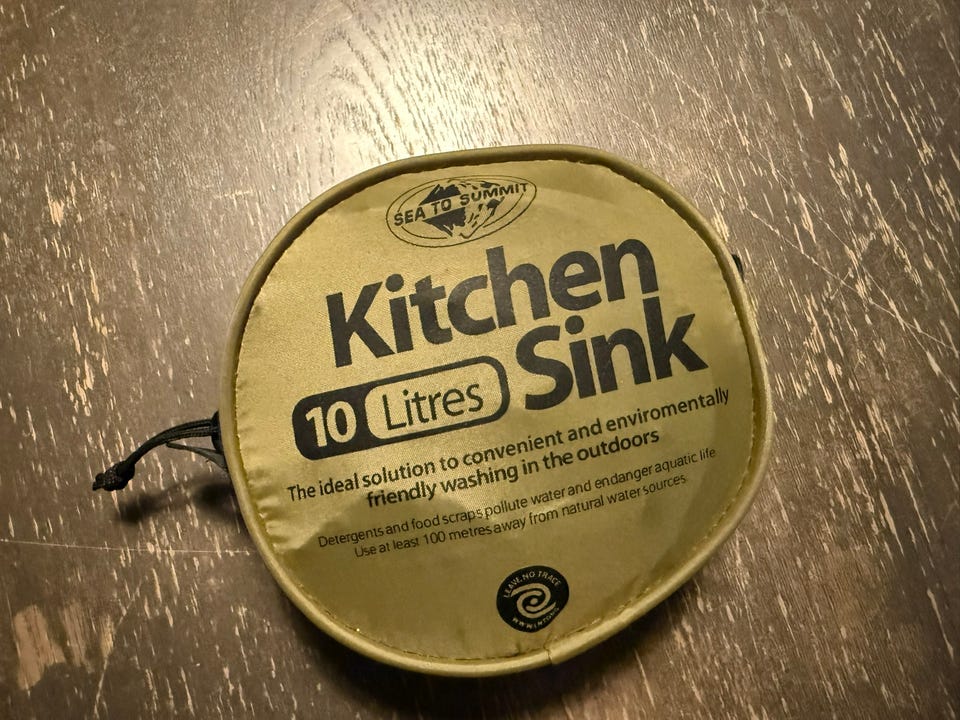 SEA TO SUMMIT
Kitchen
Sink
10 Litres
The ideal solution to convenient and enviromentally
friendly washing in the outdoors
Detergents and food scraps pollute water and endanger aquatic life
Use at least 100 metres away from natural water sources
LEAVE NO TRACE